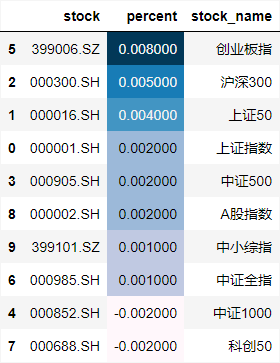 stock percent stock_name
5 399006.SZ 0.008000 创业板指
2 000300.SH 0.005000 沪深300
1 000016.SH 0.004000 上证50
0 000001.SH 0.002000 上证指数
3 000905.SH 0.002000 中证500
8 000002.SH 0.002000 A股指数
9 399101.SZ 0.001000 中小综指
6 000985.SH 0.001000 中证全指
4 000852.SH -0.002000 中证1000
7 000688.SH -0.002000 科创50